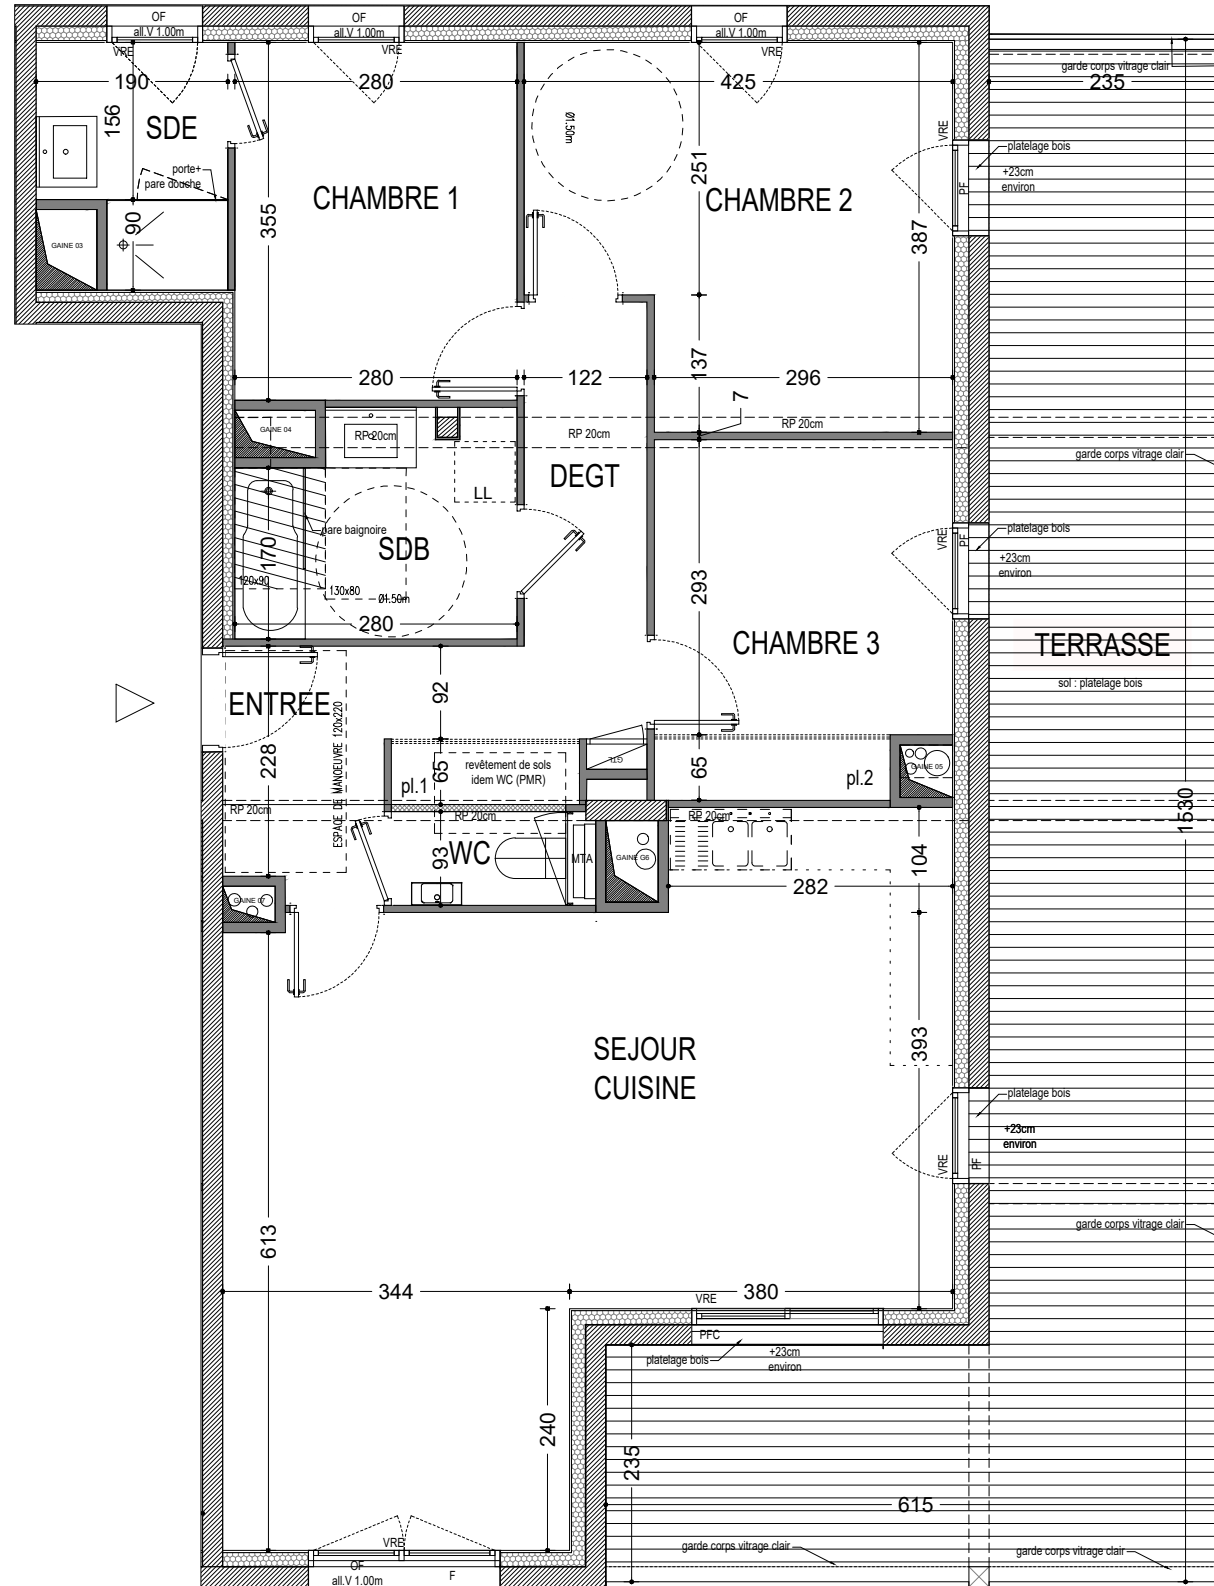 OF
all.V 1.00m
VRE
OF
all.V 1.00m
VRE
OF
all.V 1.00m
VRE
garde corps vitrage clair
190
280
425
235
156
SDE
Ø1.50m
VRE
platelage bois
+23cm
environ
PF
porte+
pare douche
CHAMBRE 1
251
CHAMBRE 2
355
387
90
GAINE 03
137
280
122
296
7
GAINE 04
RP 20cm
RP 20cm
RP 20cm
garde corps vitrage clair
DEGT
LL
pare baignoire
SDB
170
120x90
130x80
Ø1.50m
280
293
VRE
PF
platelage bois
+23cm
environ
CHAMBRE 3
TERRASSE
sol : platelage bois
ENTREE
92
228
ESPACE DE MANOEUVRE 120x220
pl.1
65
revêtement de sols
idem WC (PMR)
GTL
65
pl.2
GAINE 05
1530
RP 20cm
RP 20cm
RP 20cm
WC
93
MTA
GAINE G6
104
282
GAINE 07
SEJOUR
CUISINE
393
platelage bois
+23cm
environ
VRE
PF
613
garde corps vitrage clair
344
380
VRE
PFC
platelage bois
+23cm
environ
240
235
615
VRE
OF
all.V 1.00m
F
garde corps vitrage clair
garde corps vitrage clair